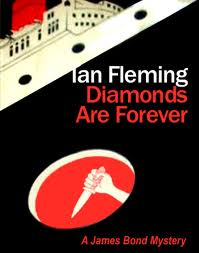 Ian Fleming
Diamonds
Are Forever
A James Bond Mystery